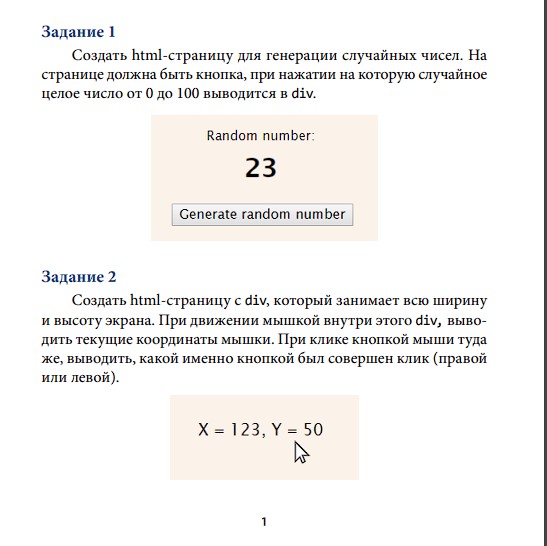 Задание 1
Создать html-страницу для генерации случайных чисел. На
странице должна быть кнопка, при нажатии на которую случайное
целое число от 0 до 100 выводится в div.
Random number:
23
Generate random number
Задание 2
Создать html-страницу с div, который занимает всю ширину
и высоту экрана. При движении мышкой внутри этого div, выво-
дить текущие координаты мышки. При клике кнопкой мыши туда
же, выводить, какой именно кнопкой был совершен клик (правой
или левой).
X = 123, Y = 50
1